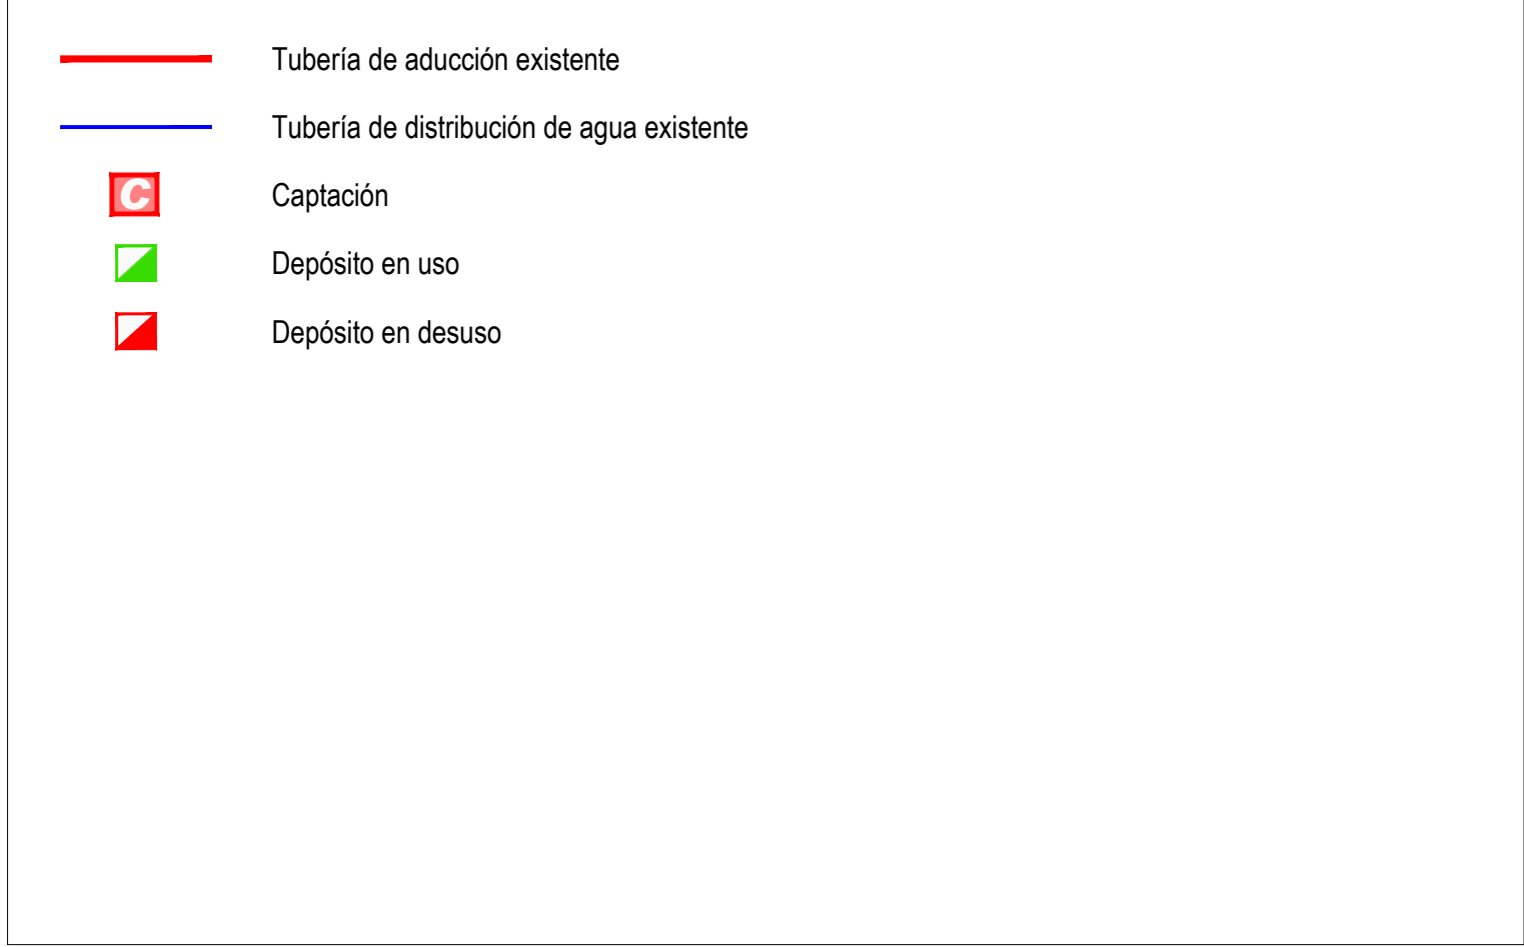 Tubería de aducción existente
Tubería de distribución de agua existente
C
Captación
Depósito en uso
Depósito en desuso